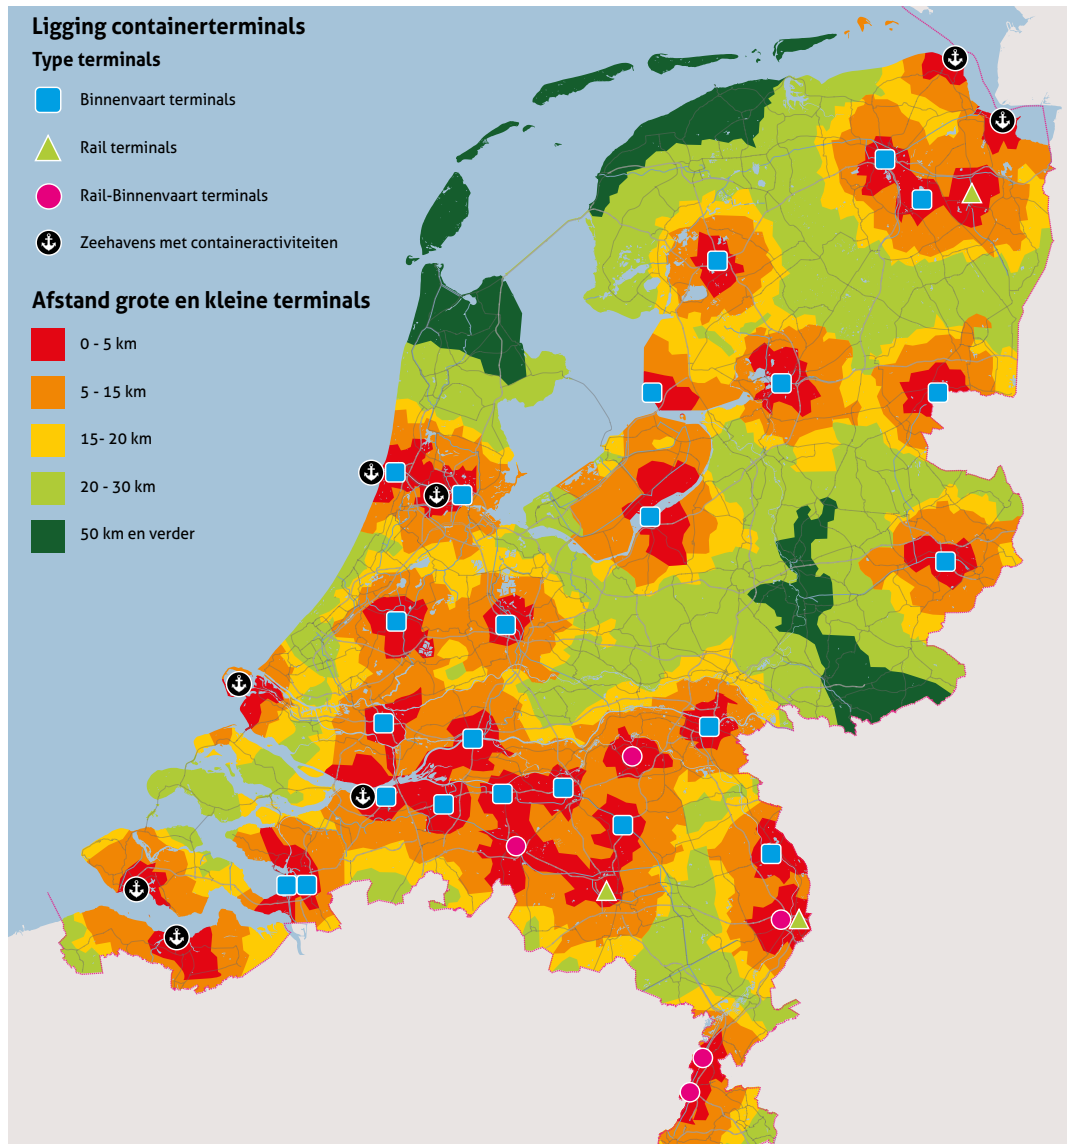 Ligging containerterminals
Type terminals
Binnenvaart terminals
Rail terminals
Rail-Binnenvaart terminals
Zeehavens met containeractiviteiten
Afstand grote en kleine terminals
0 - 5 km
5 - 15 km
15- 20 km
20 - 30 km
50 km en verder